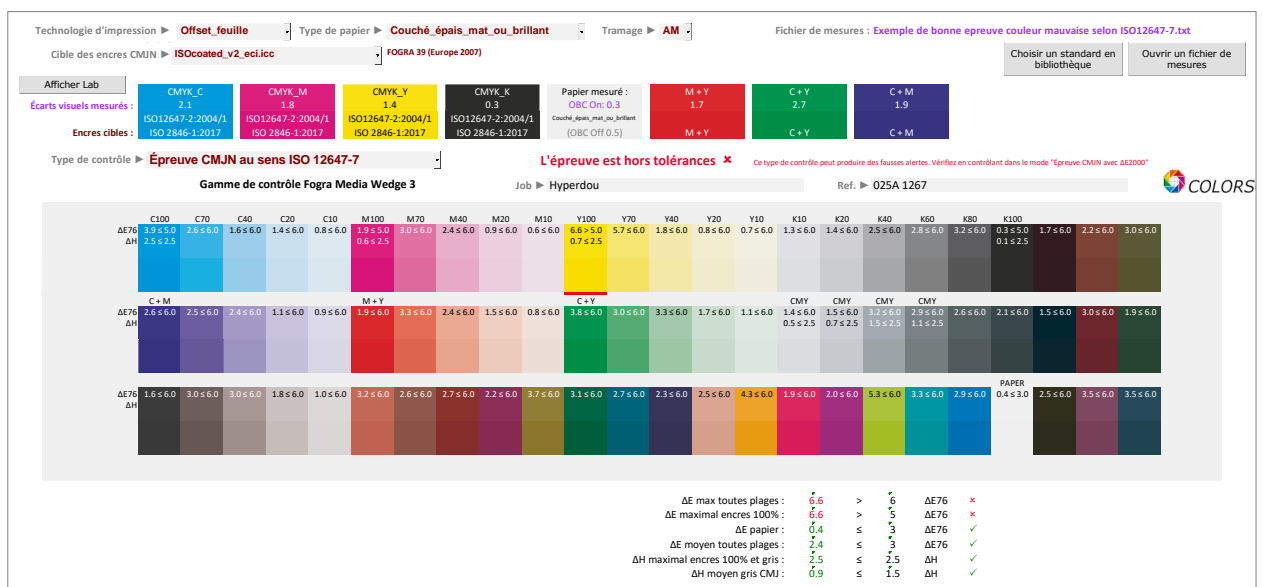 Technologie d'impression ► Offset_feuille Type de papier ► Couché_épais_mat_ou_brillant Tramage ► AM Fichier de mesures : Exemple de bonne epreuve couleur mauvaise selon ISO12647-7.txt
Cible des encres CMJN ► ISOcoated_v2_eci.icc FOGRA 39 (Europe 2007) Choisir un standard en bibliothèque Ouvrir un fichier de mesures
Afficher Lab
CMYK_C CMYK_M CMYK_Y CMYK_K Papier mesuré : M + Y C + Y C + M
Écarts visuels mesurés : 2.1 1.8 1.4 0.3 OBC On: 0.3 1.7 2.7 1.9
ISO12647-2:2004/1 ISO12647-2:2004/1 ISO12647-2:2004/1 ISO12647-2:2004/1 Couché_épais_mat_ou_brillant
Encres cibles : ISO 2846-1:2017 ISO 2846-1:2017 ISO 2846-1:2017 ISO 2846-1:2017 (OBC Off 0.5) M + Y C + Y C + M
Type de contrôle ► Épreuve CMJN au sens ISO 12647-7 L'épreuve est hors tolérances × Ce type de contrôle peut produire des fausses alertes. Vérifiez en contrôlant dans le mode "Épreuve CMJN avec ΔE2000"
Gamme de contrôle Fogra Media Wedge 3 Job ► Hyperdou Ref. ► 025A 1267 COLORS
C100 C70 C40 C20 C10 M100 M70 M40 M20 M10 Y100 Y70 Y40 Y20 Y10 K10 K20 K40 K60 K80 K100
ΔE76 3.9 ≤ 5.0 2.6 ≤ 6.0 1.6 ≤ 6.0 1.4 ≤ 6.0 0.8 ≤ 6.0 1.9 ≤ 5.0 3.0 ≤ 6.0 2.4 ≤ 6.0 0.9 ≤ 6.0 0.6 ≤ 6.0 6.6 > 5.0 5.7 ≤ 6.0 1.8 ≤ 6.0 0.8 ≤ 6.0 0.7 ≤ 6.0 1.3 ≤ 6.0 1.4 ≤ 6.0 2.5 ≤ 6.0 2.8 ≤ 6.0 3.2 ≤ 6.0 0.3 ≤ 5.0 1.7 ≤ 6.0 2.2 ≤ 6.0 3.0 ≤ 6.0
ΔH 2.5 ≤ 2.5 0.6 ≤ 2.5 0.7 ≤ 2.5 0.1 ≤ 2.5
C + M M + Y C + Y CMY CMY CMY CMY
ΔE76 2.6 ≤ 6.0 2.5 ≤ 6.0 2.4 ≤ 6.0 1.1 ≤ 6.0 0.9 ≤ 6.0 1.9 ≤ 6.0 3.3 ≤ 6.0 2.4 ≤ 6.0 1.5 ≤ 6.0 0.8 ≤ 6.0 3.8 ≤ 6.0 3.0 ≤ 6.0 3.3 ≤ 6.0 1.7 ≤ 6.0 1.1 ≤ 6.0 1.4 ≤ 6.0 1.5 ≤ 6.0 3.2 ≤ 6.0 2.9 ≤ 6.0 2.6 ≤ 6.0 2.1 ≤ 6.0 1.5 ≤ 6.0 3.0 ≤ 6.0 1.9 ≤ 6.0
ΔH 0.5 ≤ 2.5 0.7 ≤ 2.5 1.5 ≤ 2.5 1.1 ≤ 2.5
PAPER
ΔE76 1.6 ≤ 6.0 3.0 ≤ 6.0 3.0 ≤ 6.0 1.8 ≤ 6.0 1.0 ≤ 6.0 3.2 ≤ 6.0 2.6 ≤ 6.0 2.7 ≤ 6.0 2.2 ≤ 6.0 3.7 ≤ 6.0 3.1 ≤ 6.0 2.7 ≤ 6.0 2.3 ≤ 6.0 2.5 ≤ 6.0 4.3 ≤ 6.0 1.9 ≤ 6.0 2.0 ≤ 6.0 5.3 ≤ 6.0 3.3 ≤ 6.0 2.9 ≤ 6.0 0.4 ≤ 3.0 2.5 ≤ 6.0 3.5 ≤ 6.0 3.5 ≤ 6.0
ΔH
ΔE max toutes plages : 6.6 > 6 ΔE76 ×
ΔE maximal encres 100% : 6.6 > 5 ΔE76 ×
ΔE papier : 0.4 ≤ 3 ΔE76 ✓
ΔE moyen toutes plages : 2.4 ≤ 3 ΔE76 ✓
ΔH maximal encres 100% et gris : 2.5 ≤ 2.5 ΔH ✓
ΔH moyen gris CMJ : 0.9 ≤ 1.5 ΔH ✓